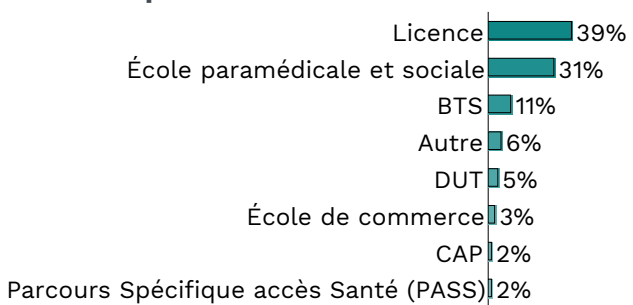 Licence 39%
École paramédicale et sociale 31%
BTS 11%
Autre 6%
DUT 5%
École de commerce 3%
CAP 2%
Parcours Spécifique accès Santé (PASS) 2%